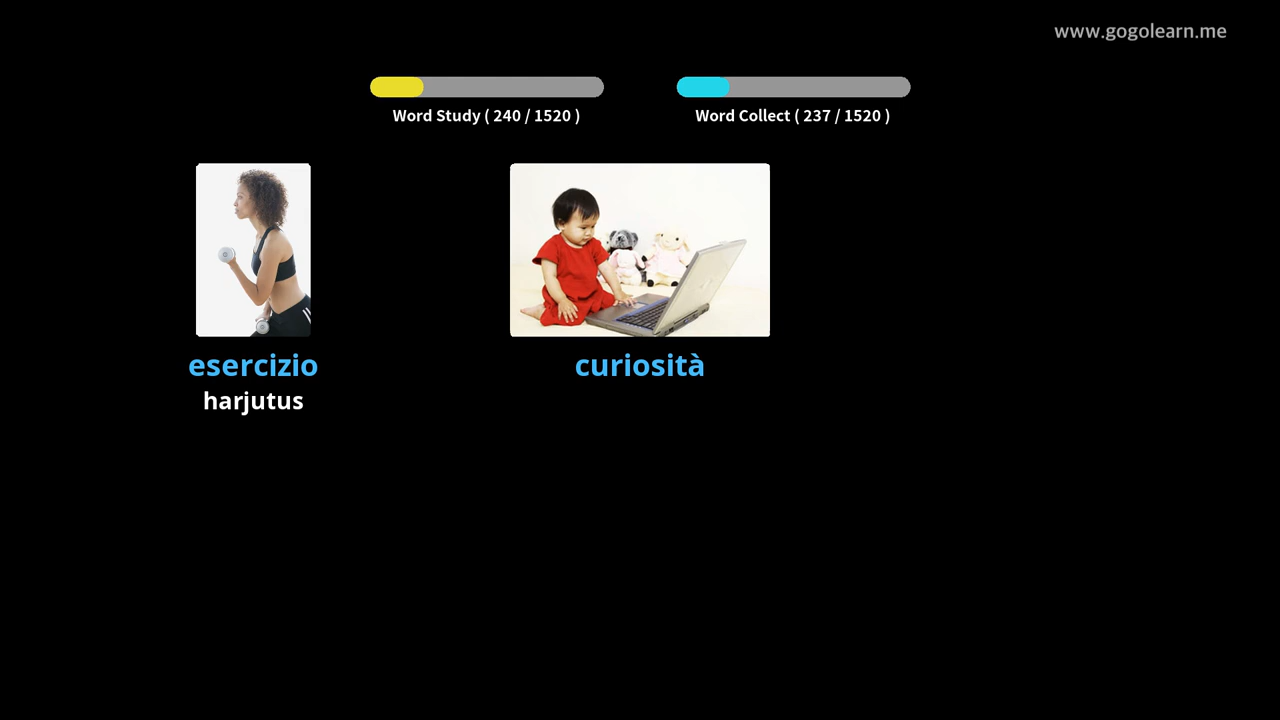 www.gogolearn.me
Word Study ( 240 / 1520 )
Word Collect ( 237 / 1520 )
esercizio
harjutus
curiosità